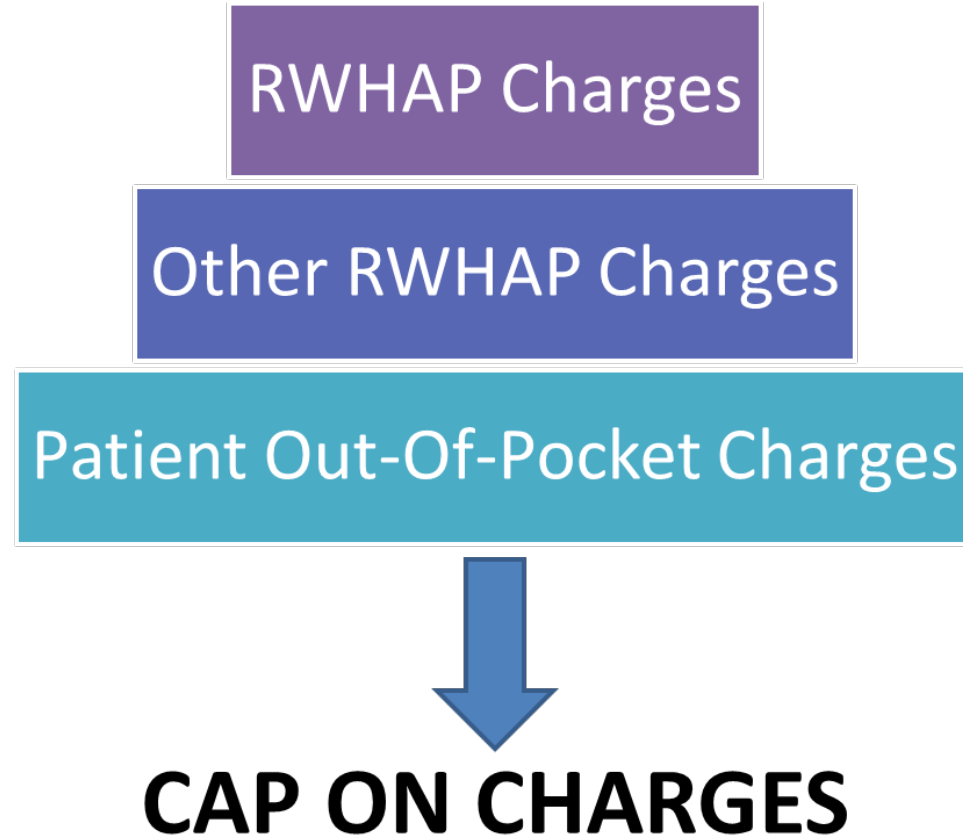 RWHAP Charges
Other RWHAP Charges
Patient Out-Of-Pocket Charges
CAP ON CHARGES